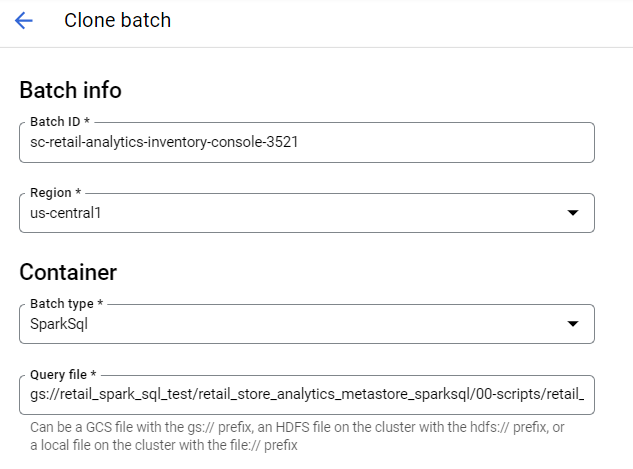 Clone batch
Batch info
Batch ID *
sc-retail-analytics-inventory-console-3521
Region *
us-central1
Container
Batch type *
SparkSql
Query file *
gs://retail_spark_sql_test/retail_store_analytics_metastore_sparksql/00-scripts/retail_
Can be a GCS file with the gs:// prefix, an HDFS file on the cluster with the hdfs:// prefix, or
a local file on the cluster with the file:// prefix